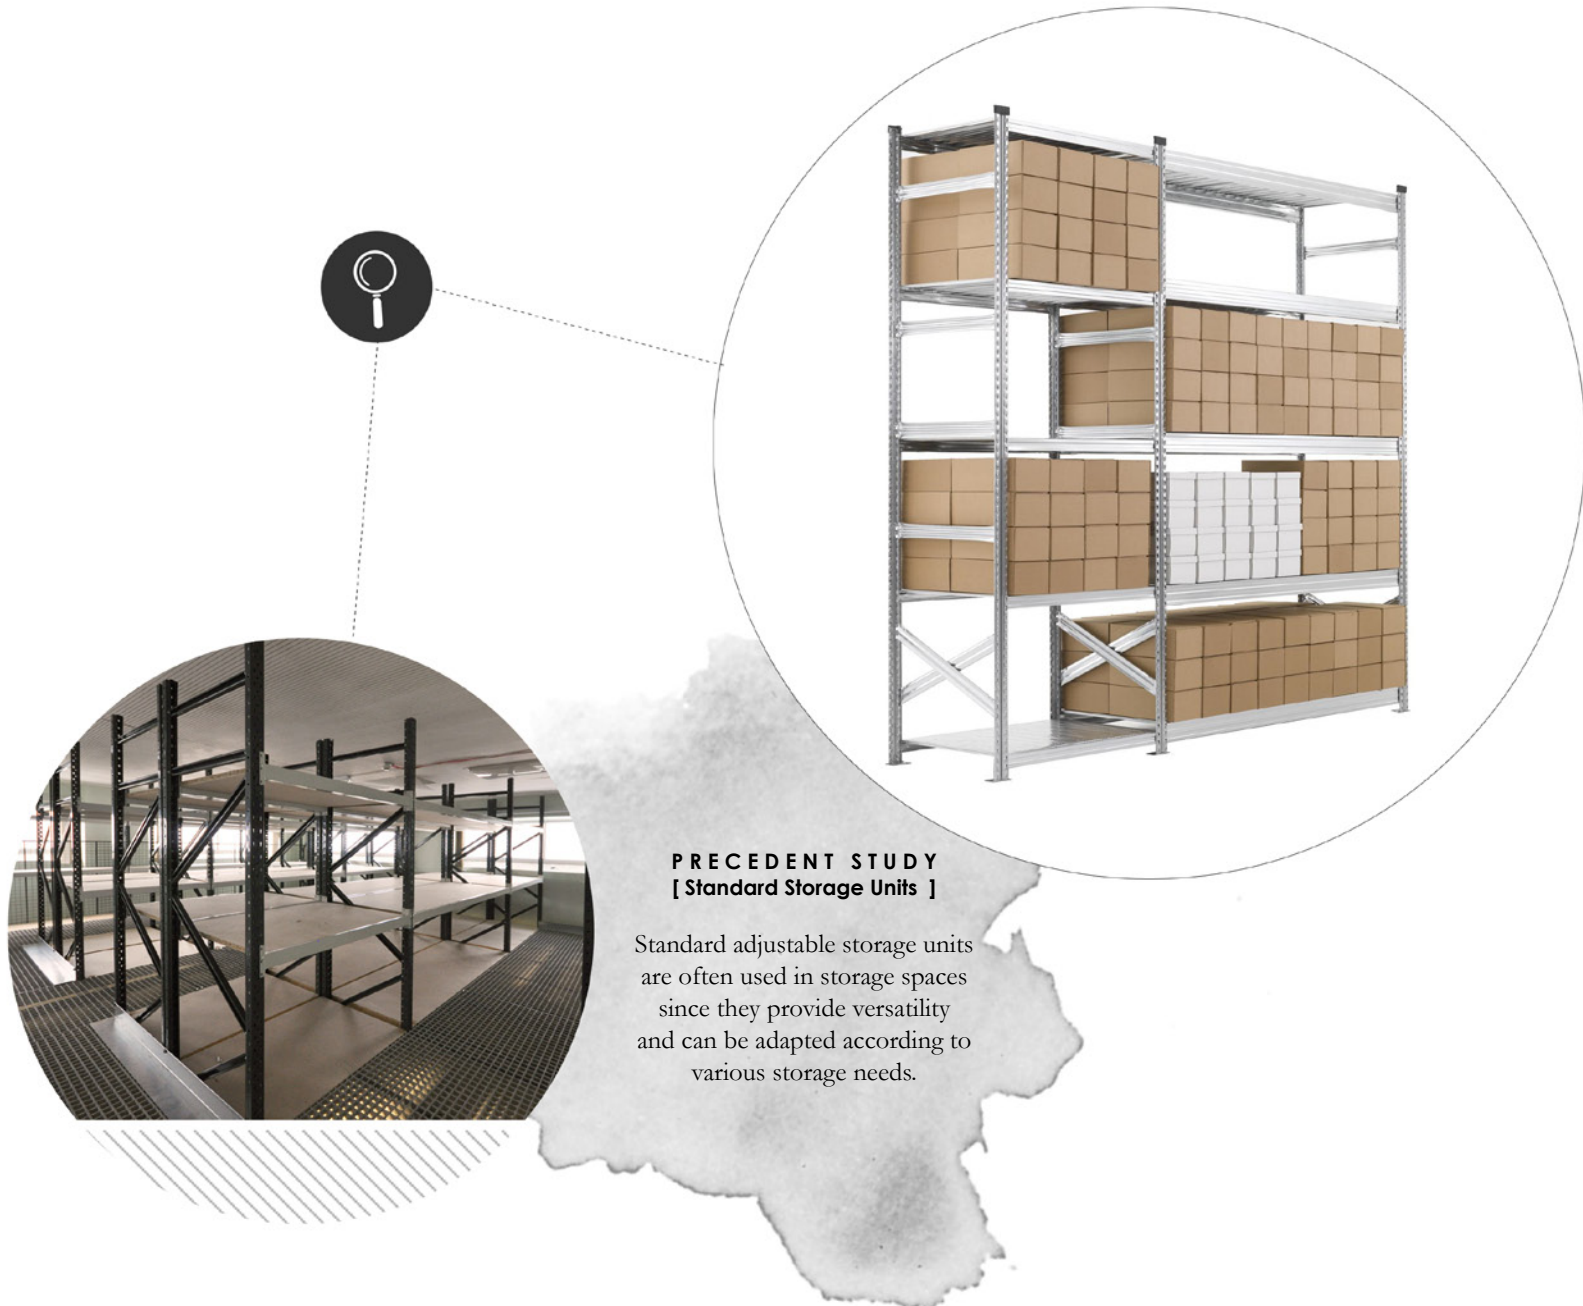 PRECEDENT STUDY
[ Standard Storage Units ]
Standard adjustable storage units
are often used in storage spaces
since they provide versatility
and can be adapted according to
various storage needs.